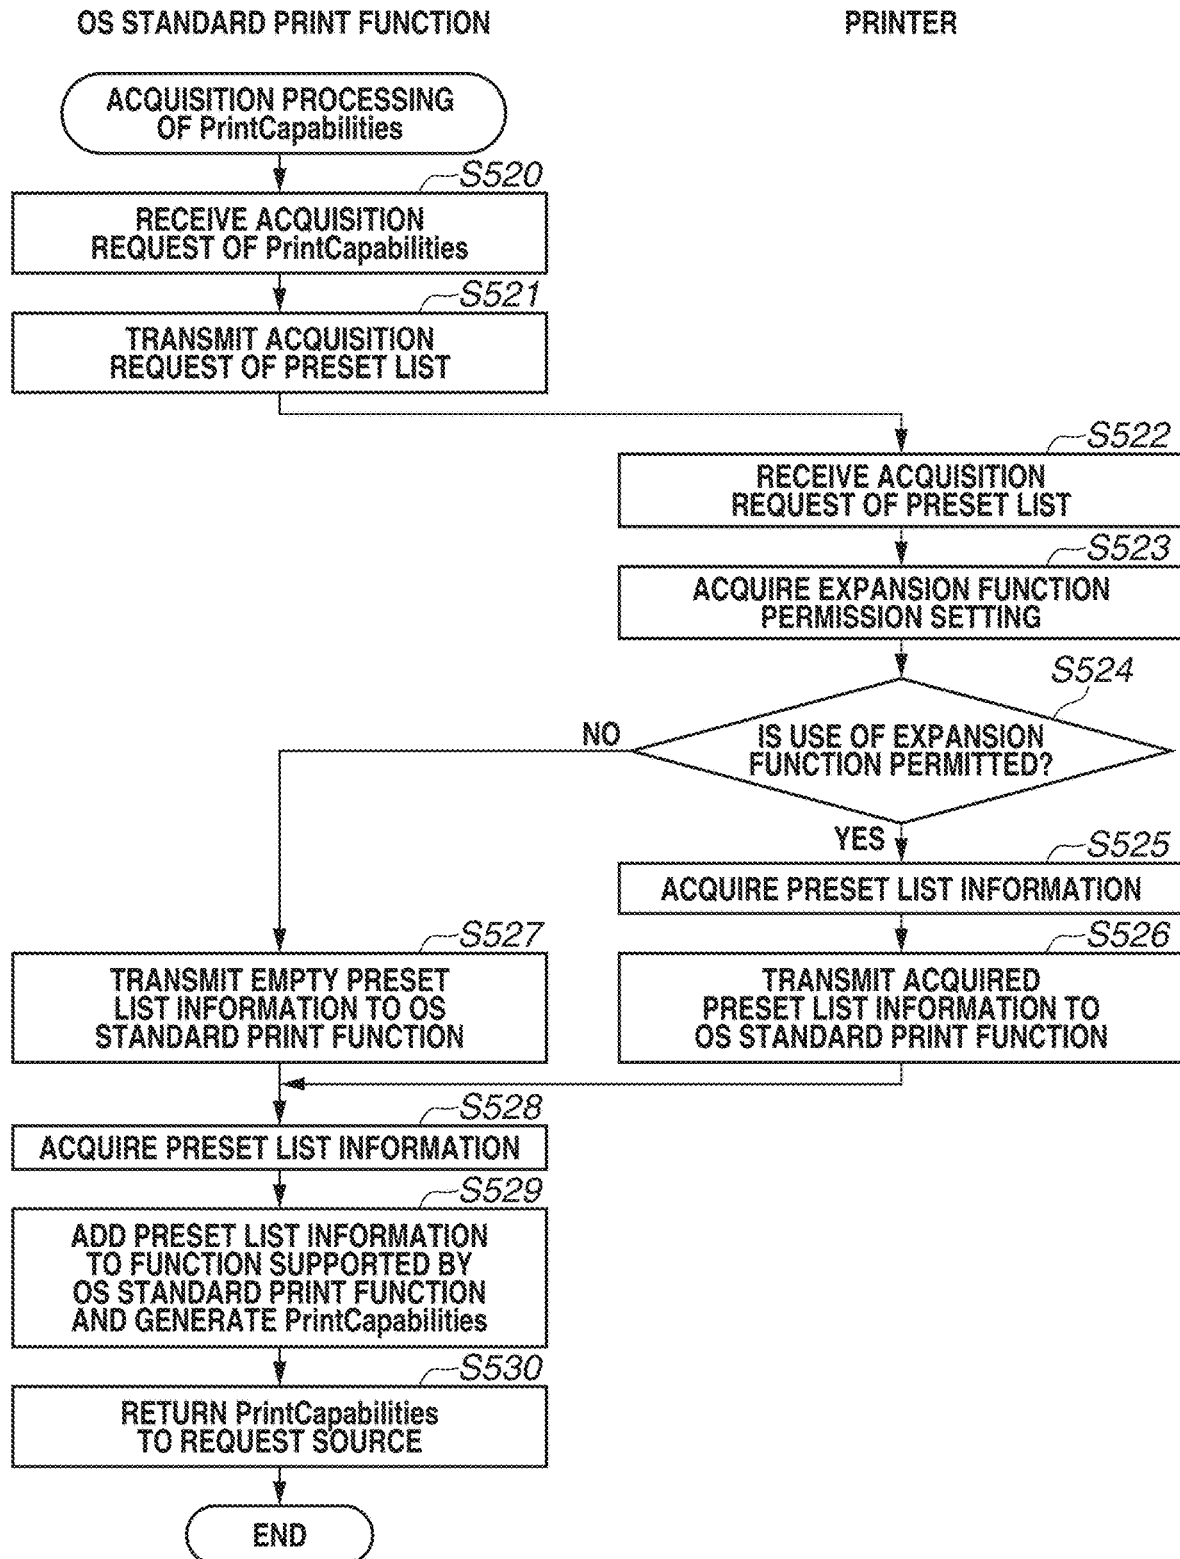 OS STANDARD PRINT FUNCTION
PRINTER
ACQUISITION PROCESSING
OF PrintCapabilities
S520
RECEIVE ACQUISITION
REQUEST OF PrintCapabilities
S521
TRANSMIT ACQUISITION
REQUEST OF PRESET LIST
S522
RECEIVE ACQUISITION
REQUEST OF PRESET LIST
S523
ACQUIRE EXPANSION FUNCTION
PERMISSION SETTING
S524
IS USE OF EXPANSION
FUNCTION PERMITTED?
NO
YES
S525
ACQUIRE PRESET LIST INFORMATION
S526
TRANSMIT ACQUIRED
PRESET LIST INFORMATION TO
OS STANDARD PRINT FUNCTION
S527
TRANSMIT EMPTY PRESET
LIST INFORMATION TO OS
STANDARD PRINT FUNCTION
S528
ACQUIRE PRESET LIST INFORMATION
S529
ADD PRESET LIST INFORMATION
TO FUNCTION SUPPORTED BY
OS STANDARD PRINT FUNCTION
AND GENERATE PrintCapabilities
S530
RETURN PrintCapabilities
TO REQUEST SOURCE
END